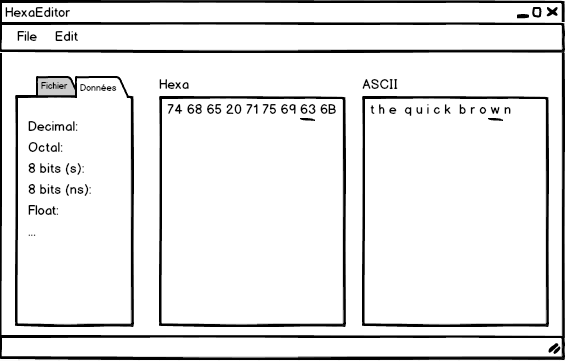 HexaEditor
File Edit
Fichier Données
Hexa
ASCII
Decimal:
Octal:
8 bits (s):
8 bits (ns):
Float:
...
74 68 65 20 71 75 69 63 6B
the quick brown